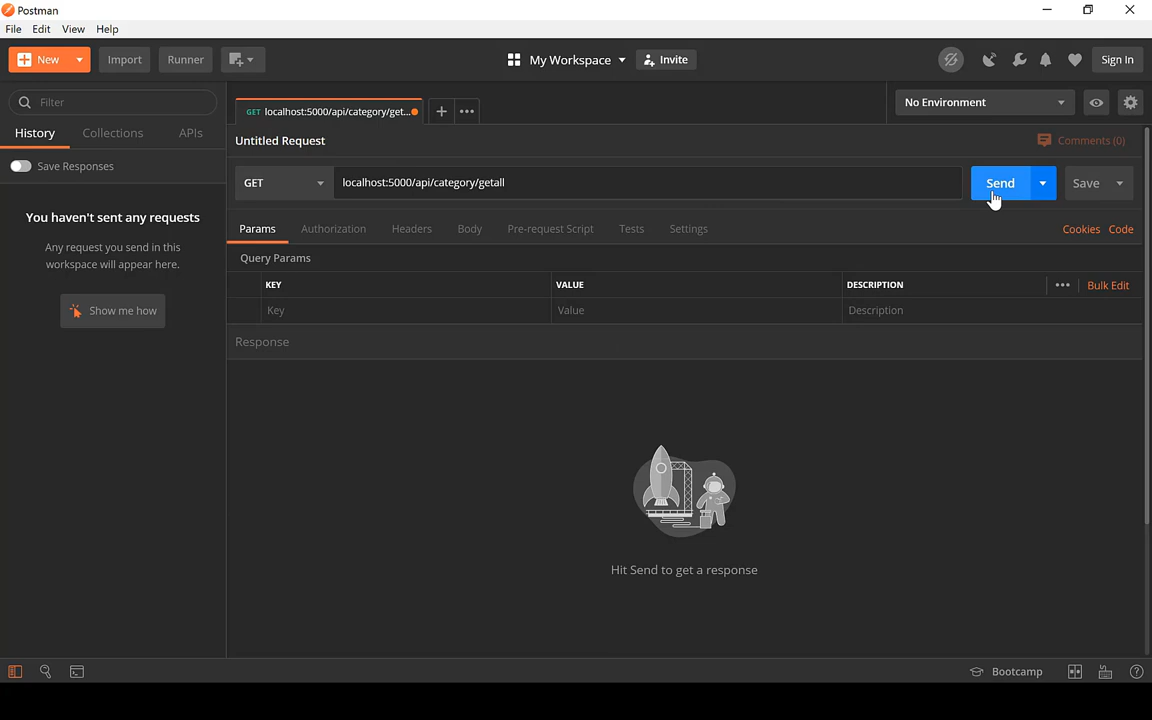 Postman
File Edit View Help
New Import Runner My Workspace Invite Sign In
Filter
History Collections APIs
Save Responses
You haven't sent any requests
Any request you send in this
workspace will appear here.
Show me how
GET localhost:5000/api/category/get...
No Environment
Untitled Request
Comments (0)
GET localhost:5000/api/category/getall Send Save
Params Authorization Headers Body Pre-request Script Tests Settings Cookies Code
Query Params
KEY VALUE DESCRIPTION Bulk Edit
Key Value Description
Response
Hit Send to get a response
Bootcamp